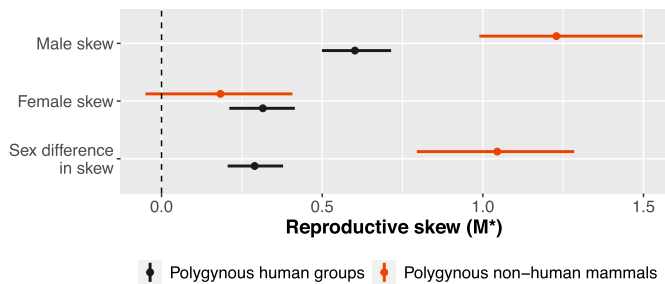 Male skew
Female skew
Sex difference
in skew
0.0 0.5 1.0 1.5
Reproductive skew (M*)
Polygynous human groups Polygynous non−human mammals